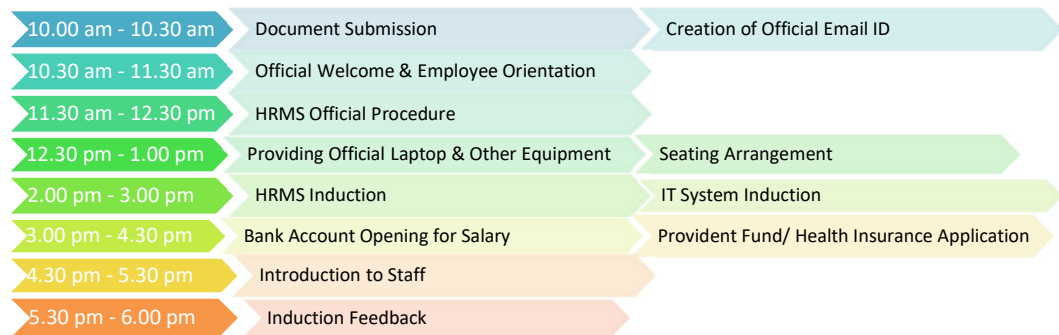 10.00 am - 10.30 am Document Submission Creation of Official Email ID
10.30 am - 11.30 am Official Welcome & Employee Orientation
11.30 am - 12.30 pm HRMS Official Procedure
12.30 pm - 1.00 pm Providing Official Laptop & Other Equipment Seating Arrangement
2.00 pm - 3.00 pm HRMS Induction IT System Induction
3.00 pm - 4.30 pm Bank Account Opening for Salary Provident Fund/ Health Insurance Application
4.30 pm - 5.30 pm Introduction to Staff
5.30 pm - 6.00 pm Induction Feedback